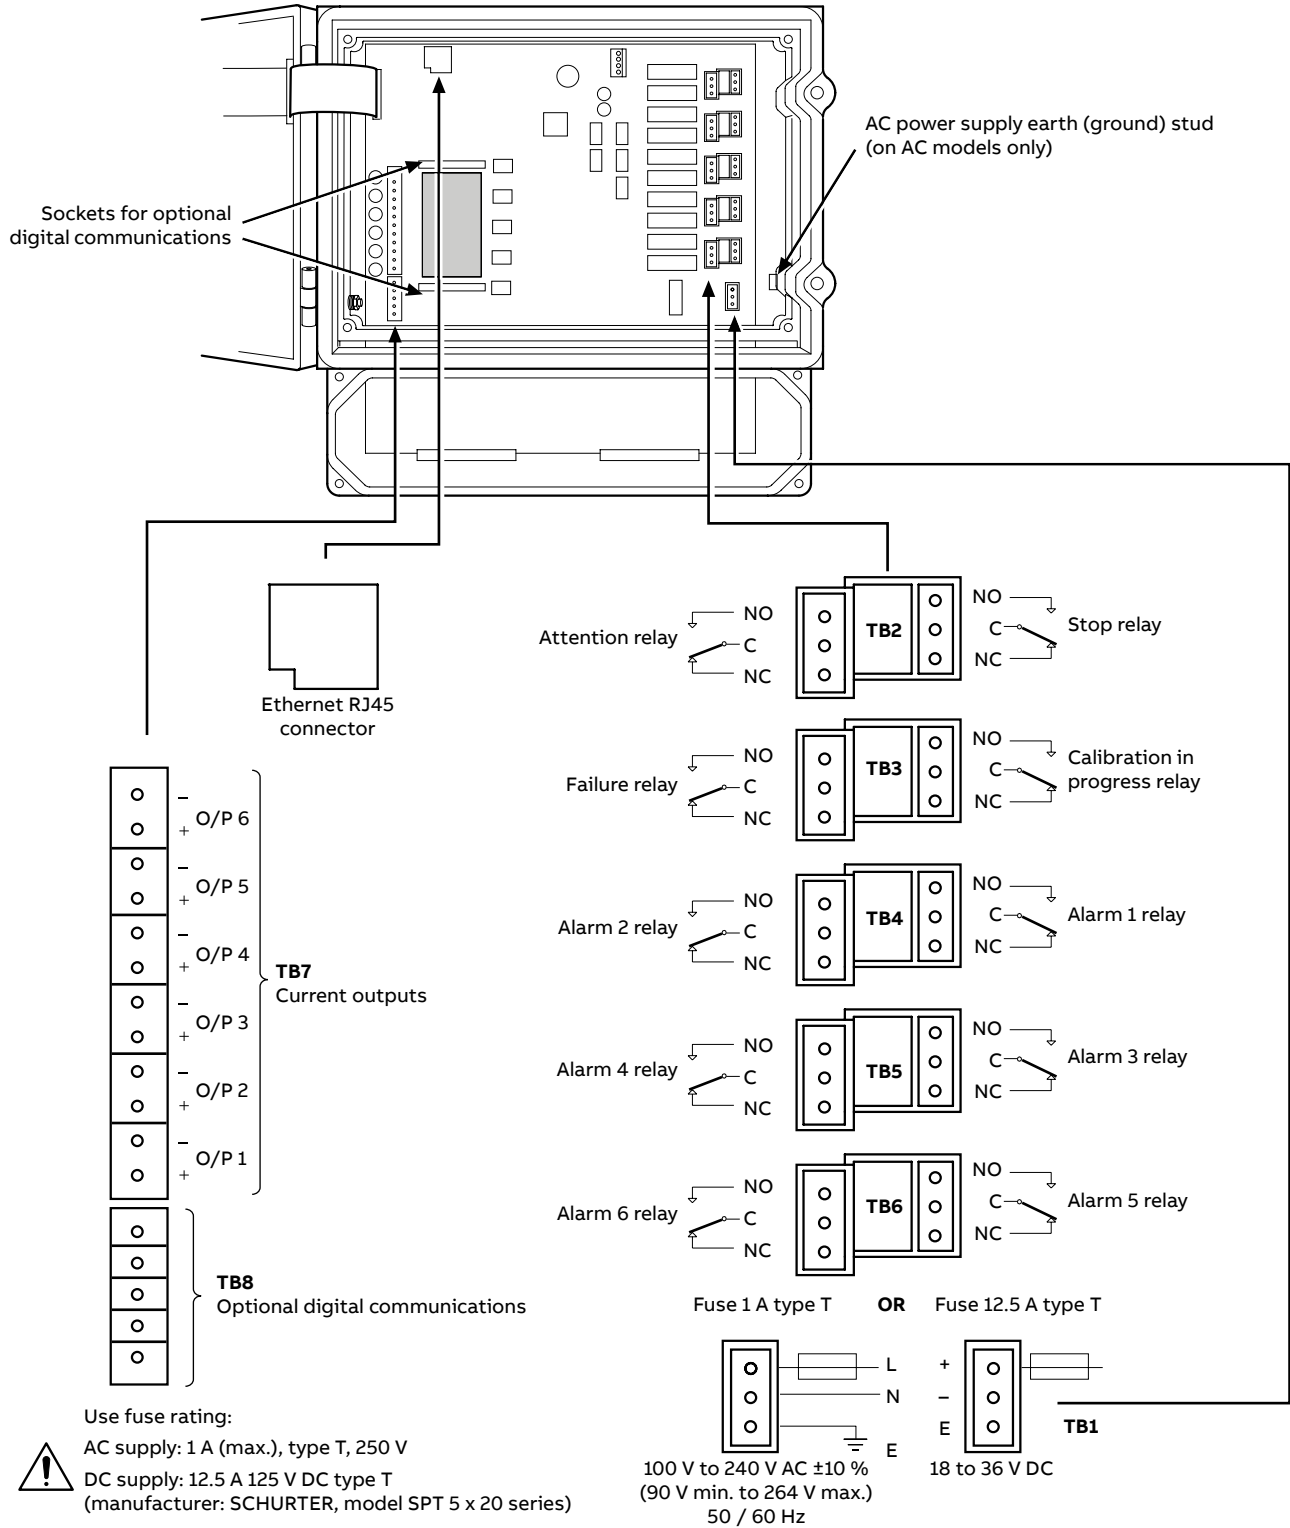 AC power supply earth (ground) stud
(on AC models only)
Sockets for optional
digital communications
Ethernet RJ45
connector
Attention relay
NO
C
NC
TB2
NO
C
NC
Stop relay
Failure relay
NO
C
NC
TB3
NO
C
NC
Calibration in
progress relay
Alarm 2 relay
NO
C
NC
TB4
NO
C
NC
Alarm 1 relay
Alarm 4 relay
NO
C
NC
TB5
NO
C
NC
Alarm 3 relay
Alarm 6 relay
NO
C
NC
TB6
NO
C
NC
Alarm 5 relay
–
+ O/P 6
–
+ O/P 5
–
+ O/P 4
–
+ O/P 3
–
+ O/P 2
–
+ O/P 1
TB7
Current outputs
TB8
Optional digital communications
Fuse 1 A type T OR Fuse 12.5 A type T
L
N
E
+
–
E
TB1
100 V to 240 V AC ±10 %
(90 V min. to 264 V max.)
50 / 60 Hz
18 to 36 V DC
Use fuse rating:
AC supply: 1 A (max.), type T, 250 V
DC supply: 12.5 A 125 V DC type T
(manufacturer: SCHURTER, model SPT 5 x 20 series)